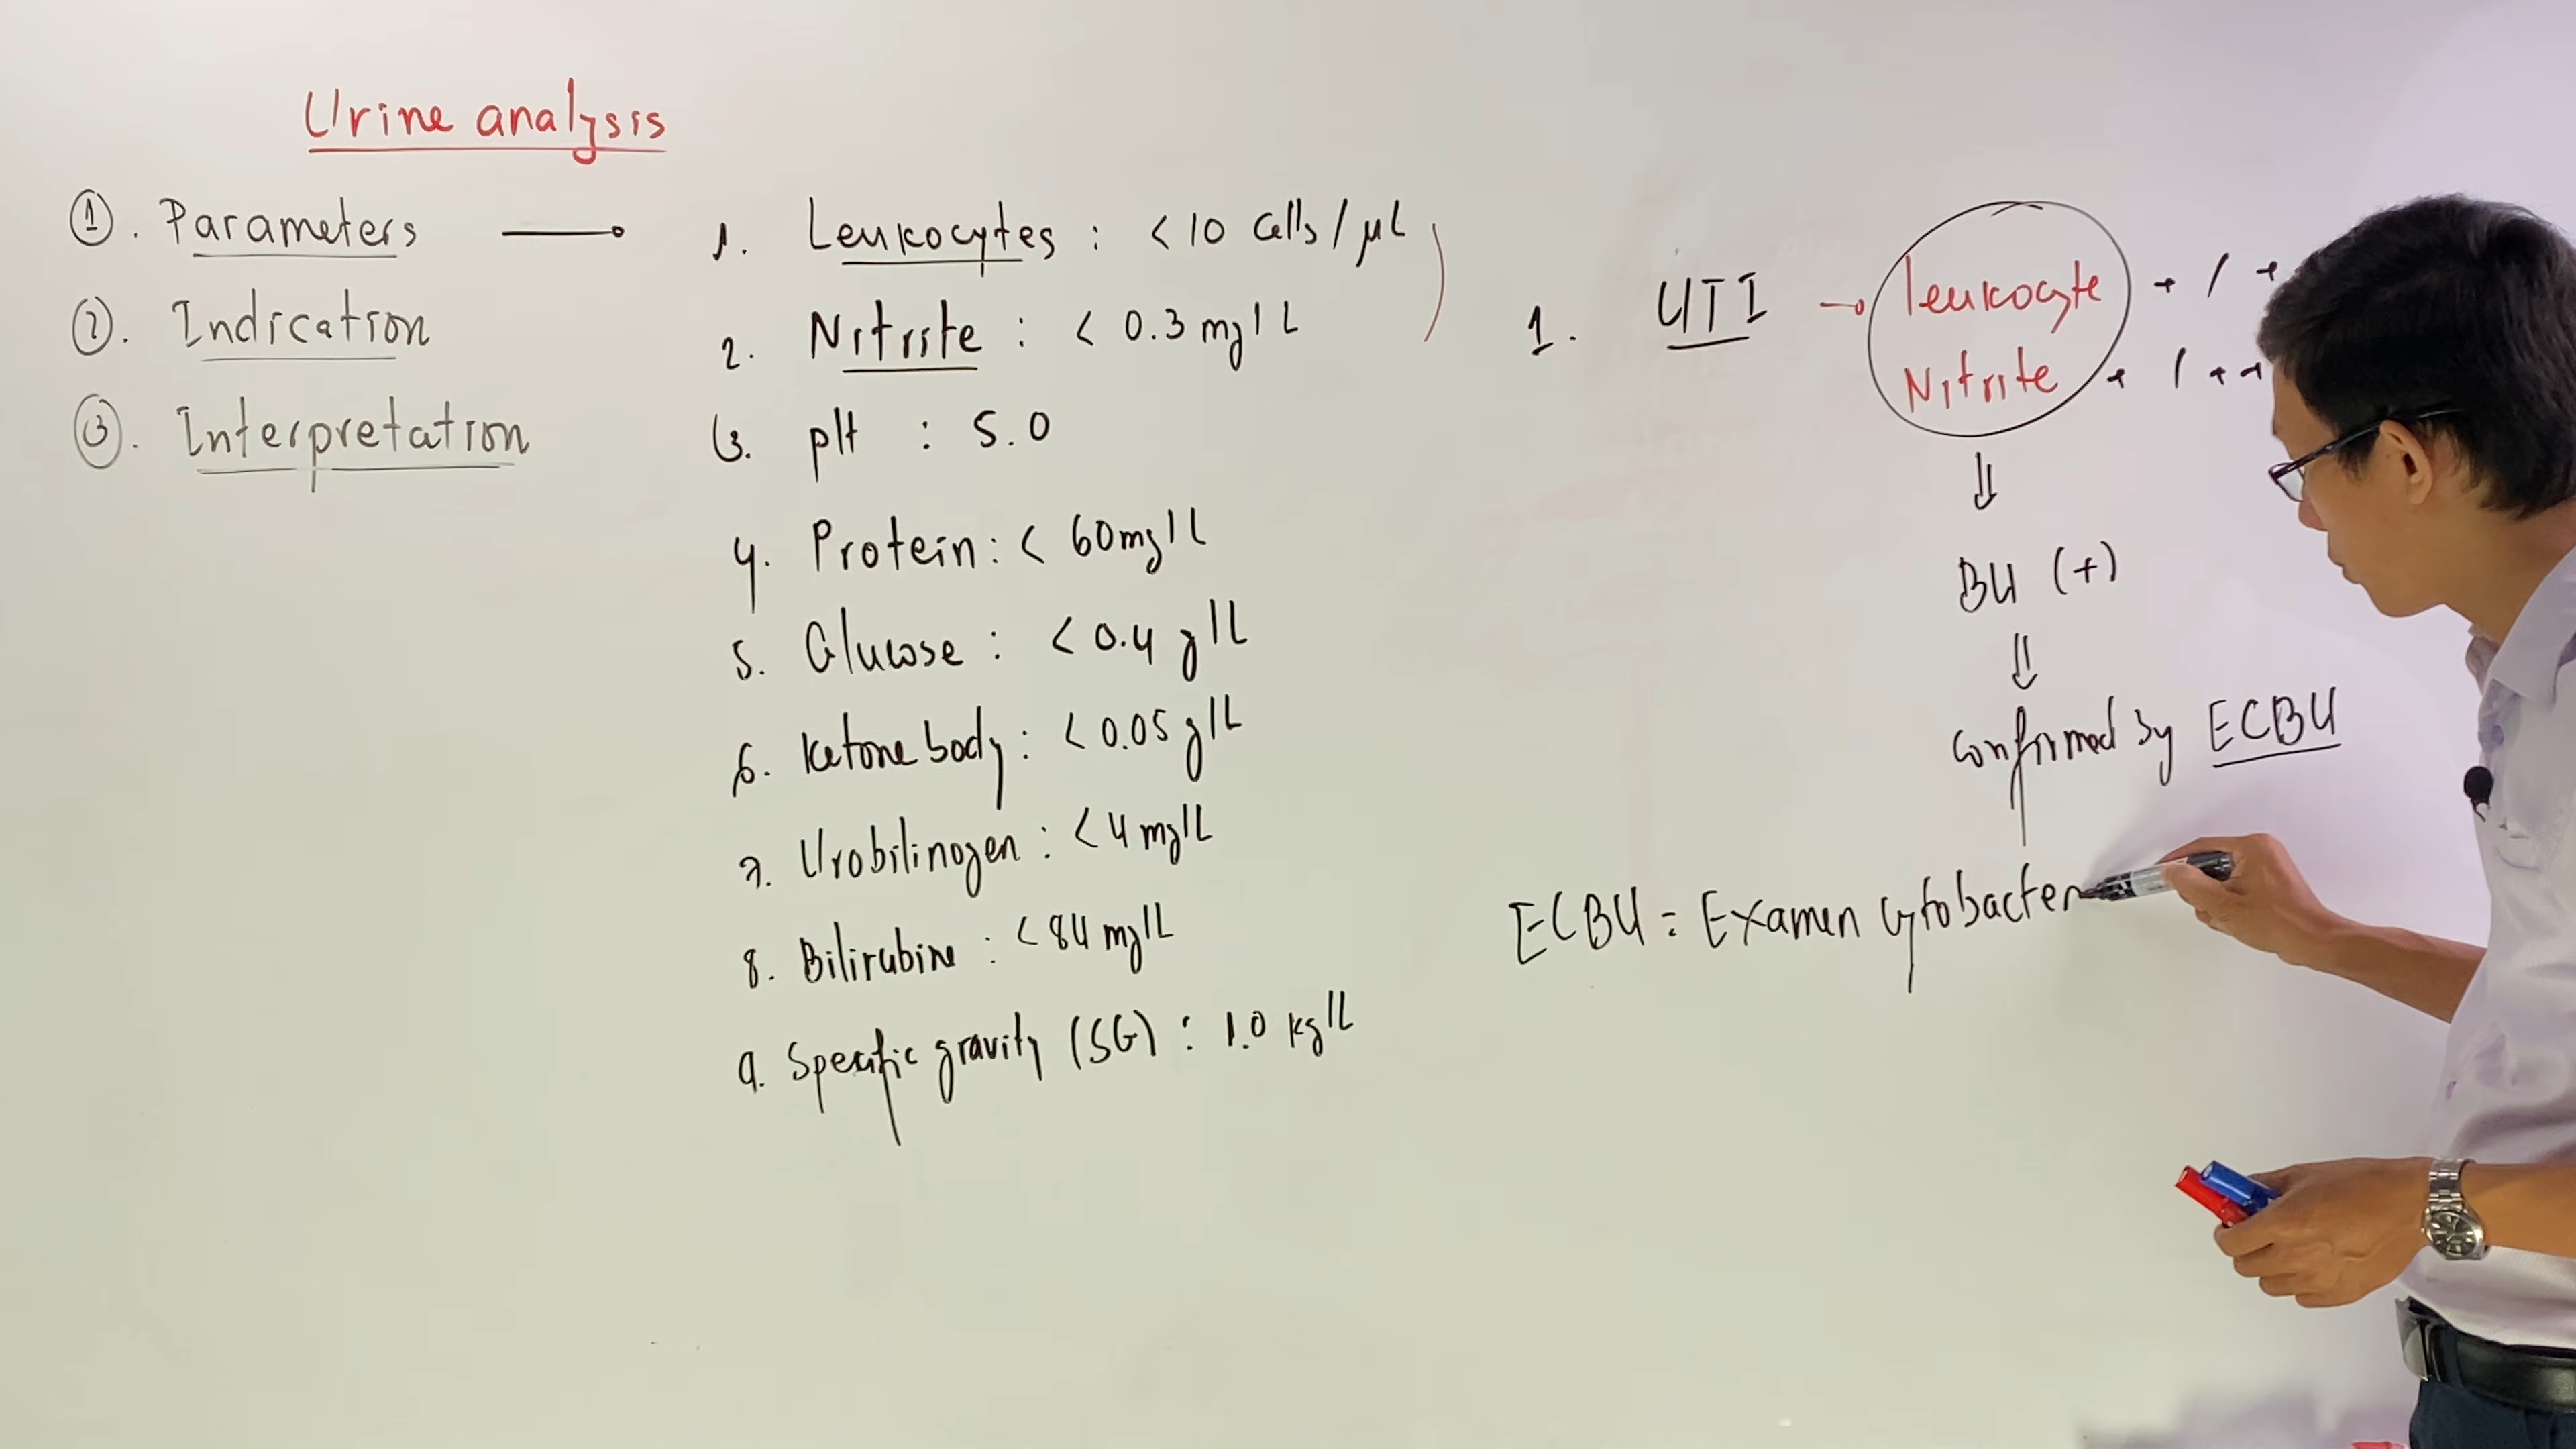 Urine analysis
①. Parameters
②. Indication
③. Interpretation
1. Leukocytes : < 10 Cells / µL
2. Nitrite : < 0.3 mg/L
3. pH : 5.0
4. Protein : < 60mg/L
5. Glucose : < 0.4 g/L
6. Ketone body : < 0.05 g/L
7. Urobilinogen : < 4 mg/L
8. Bilirubine : < 84 mg/L
9. Specific gravity (SG) : 1.0 kg/L
1. UTI
leukocyte + / +
Nitrite + / ++
BU (+)
Confirmed by ECBU
ECBU = Examen cytobacter